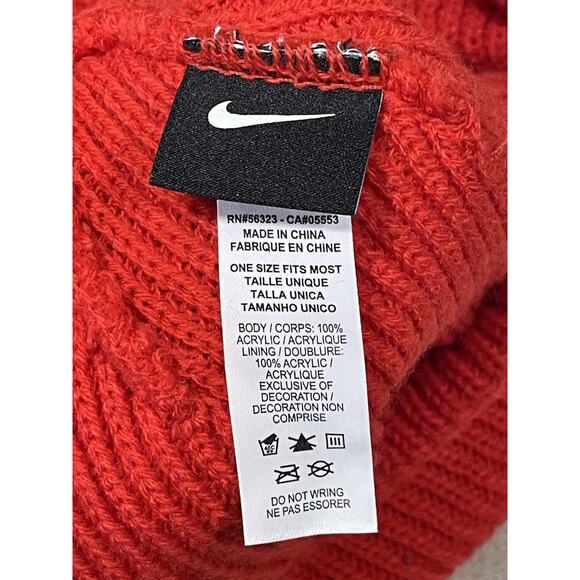 RN#56323 - CA#05553
MADE IN CHINA
FABRIQUE EN CHINE
ONE SIZE FITS MOST
TAILLE UNIQUE
TALLA UNICA
TAMANHO UNICO
BODY / CORPS: 100%
ACRYLIC / ACRYLIQUE
LINING / DOUBLURE:
100% ACRYLIC /
ACRYLIQUE
EXCLUSIVE OF
DECORATION /
DECORATION NON
COMPRISE
DO NOT WRING
NE PAS ESSORER